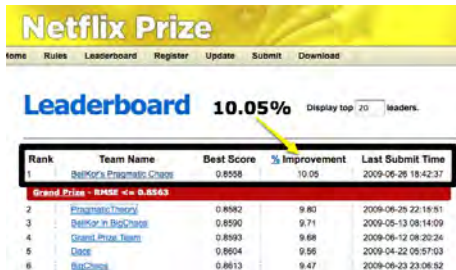 Netflix Prize
Home Rules Leaderboard Register Update Submit Download
Leaderboard 10.05% Display top 20 leaders.
Rank Team Name Best Score % Improvement Last Submit Time
1 BellKor's Pragmatic Chaos 0.8558 10.05 2009-06-26 18:42:37
Grand Prize - RMSE <= 0.8563
2 PragmaticTheory 0.8582 9.80 2009-06-25 22:15:51
3 BellKor in BigChaos 0.8590 9.71 2009-05-13 08:14:09
4 Grand Prize Team 0.8593 9.68 2009-06-12 08:20:24
5 Dace 0.8604 9.56 2009-04-22 05:57:03
6 BigChaos 0.8613 9.47 2009-06-23 23:06:52